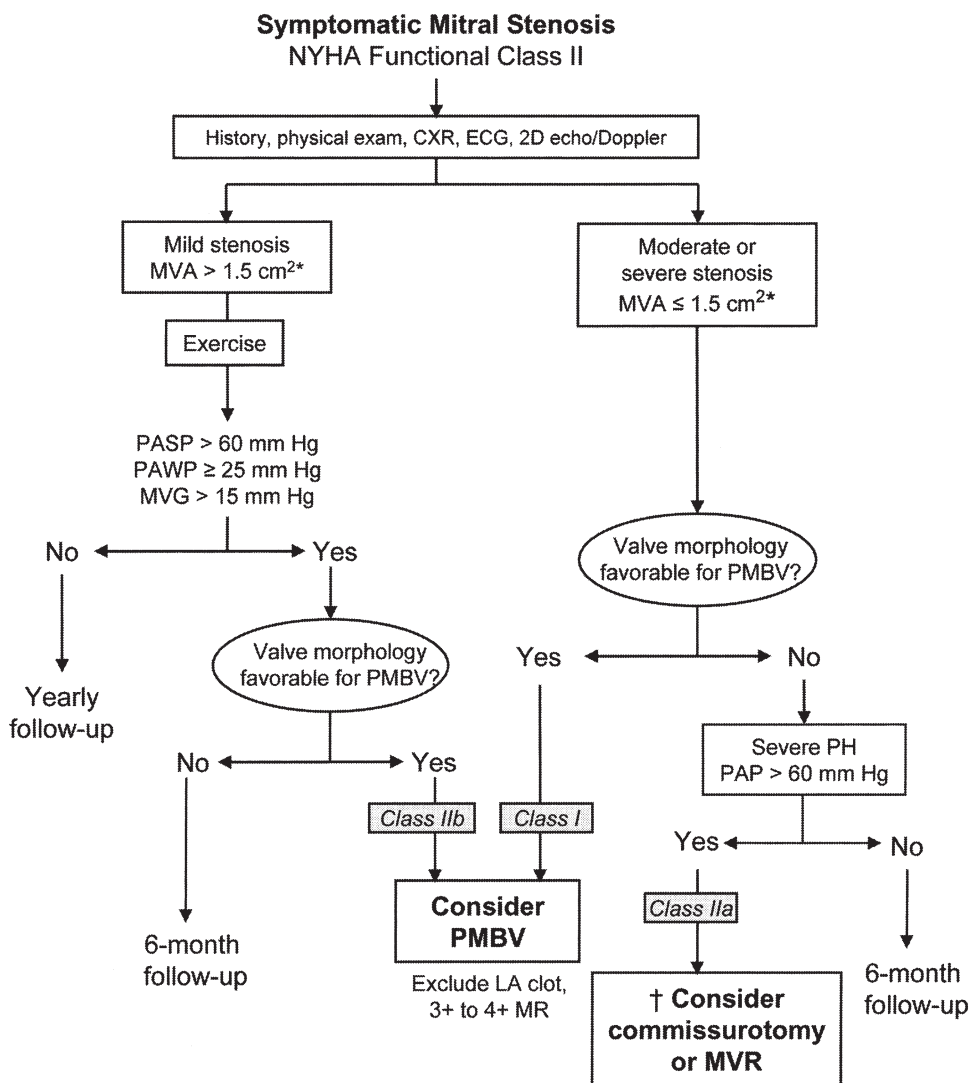 Symptomatic Mitral Stenosis
NYHA Functional Class II
History, physical exam, CXR, ECG, 2D echo/Doppler
Mild stenosis
MVA > 1.5 cm²*
Moderate or
severe stenosis
MVA ≤ 1.5 cm²*
Exercise
PASP > 60 mm Hg
PAWP ≥ 25 mm Hg
MVG > 15 mm Hg
No
Yes
Valve morphology
favorable for PMBV?
Yearly
follow-up
Valve morphology
favorable for PMBV?
Yes
No
No
Yes
Severe PH
PAP > 60 mm Hg
Class IIb
Class I
Yes
No
Consider
PMBV
Exclude LA clot,
3+ to 4+ MR
Class IIa
6-month
follow-up
† Consider
commissurotomy
or MVR
6-month
follow-up